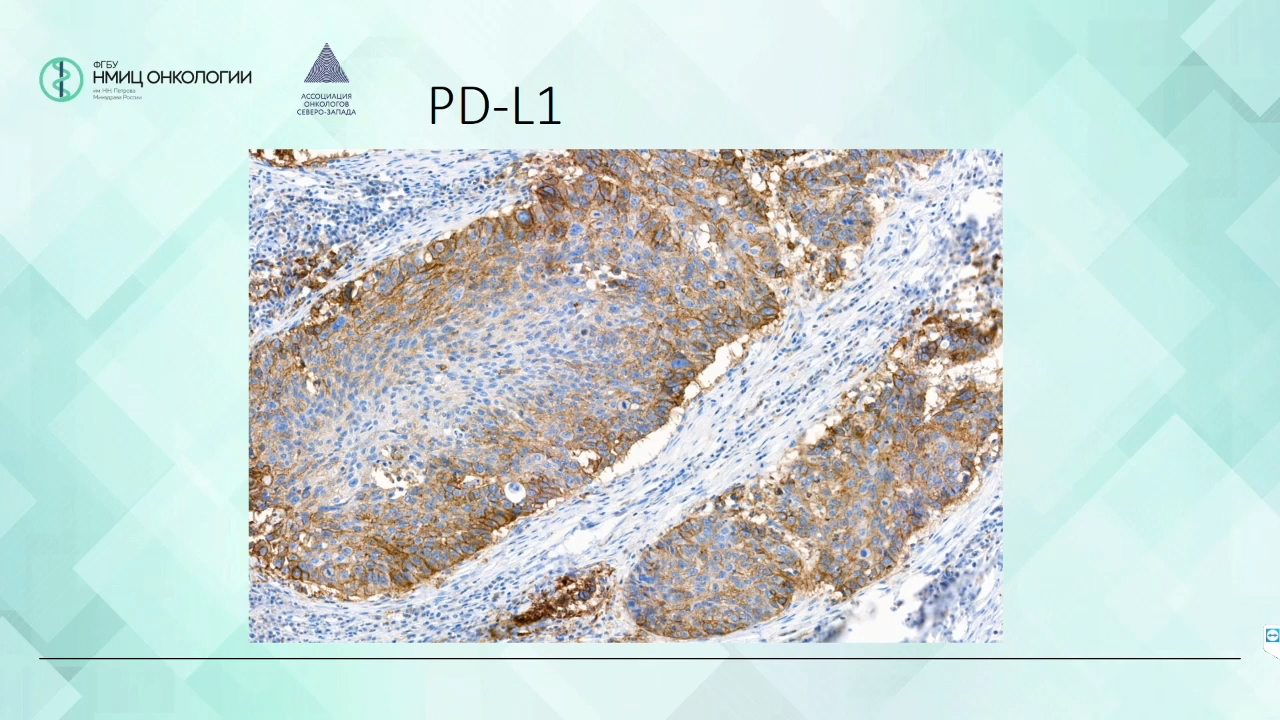 ФГБУ
НМИЦ ОНКОЛОГИИ
им. Н.Н. Петрова
Минздрава России
АССОЦИАЦИЯ
ОНКОЛОГОВ
СЕВЕРО-ЗАПАДА
PD-L1